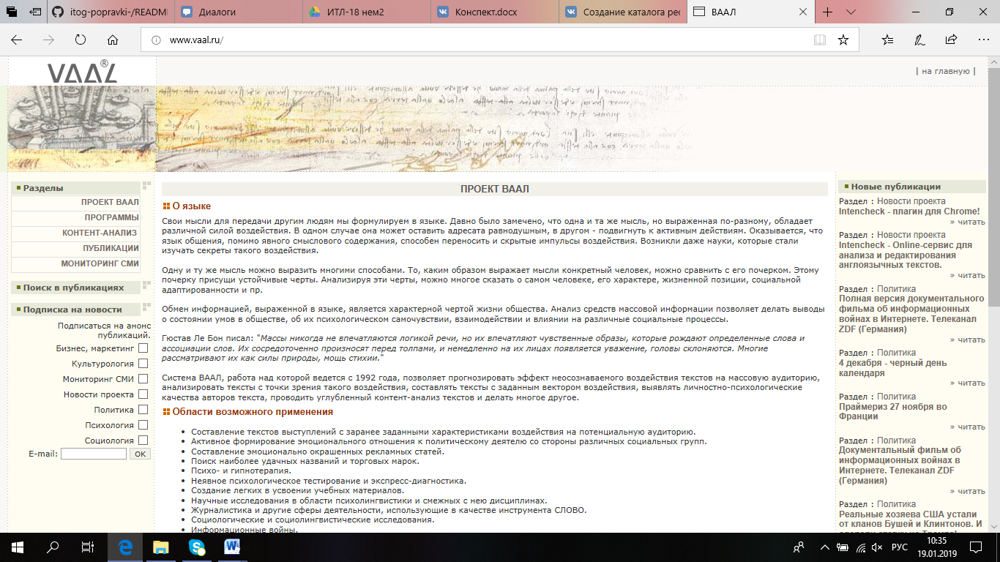 itog-popravki-/READMI
Диалоги
ИТЛ-18 нем2
Конспект.docx
Создание каталога рес
ВААЛ
www.vaal.ru/
VAAL®
| на главную |
Разделы
ПРОЕКТ ВААЛ
ПРОГРАММЫ
КОНТЕНТ-АНАЛИЗ
ПУБЛИКАЦИИ
МОНИТОРИНГ СМИ
Поиск в публикациях
Подписка на новости
Подписаться на анонс
публикаций.
Бизнес, маркетинг
Культурология
Мониторинг СМИ
Новости проекта
Политика
Психология
Социология
E-mail:
OK
ПРОЕКТ ВААЛ
О языке
Свои мысли для передачи другим людям мы формулируем в языке. Давно было замечено, что одна и та же мысль, но выраженная по-разному, обладает
различной силой воздействия. В одном случае она может оставить адресата равнодушным, в другом - подвигнуть к активным действиям. Оказывается, что
язык общения, помимо явного смыслового содержания, способен переносить и скрытые импульсы воздействия. Возникли даже науки, которые стали
изучать секреты такого воздействия.
Одну и ту же мысль можно выразить многими способами. То, каким образом выражает мысли конкретный человек, можно сравнить с его почерком. Этому
почерку присущи устойчивые черты. Анализируя эти черты, можно многое сказать о самом человеке, его характере, жизненной позиции, социальной
адаптированности и пр.
Обмен информацией, выраженной в языке, является характерной чертой жизни общества. Анализ средств массовой информации позволяет делать выводы
о состоянии умов в обществе, об их психологическом самочувствии, взаимодействии и влиянии на различные социальные процессы.
Гюстав Ле Бон писал: "Массы никогда не впечатляются логикой речи, но их впечатляют чувственные образы, которые рождают определенные слова и
ассоциации слов. Их сосредоточенно произносят перед толпами, и немедленно на их лицах появляется уважение, головы склоняются. Многие
рассматривают их как силы природы, мощь стихии."
Система ВААЛ, работа над которой ведется с 1992 года, позволяет прогнозировать эффект неосознаваемого воздействия текстов на массовую аудиторию,
анализировать тексты с точки зрения такого воздействия, составлять тексты с заданным вектором воздействия, выявлять личностно-психологические
качества авторов текста, проводить углубленный контент-анализ текстов и делать многое другое.
Области возможного применения
• Составление текстов выступлений с заранее заданными характеристиками воздействия на потенциальную аудиторию.
• Активное формирование эмоционального отношения к политическому деятелю со стороны различных социальных групп.
• Составление эмоционально окрашенных рекламных статей.
• Поиск наиболее удачных названий и торговых марок.
• Психо- и гипнотерапия.
• Неявное психологическое тестирование и экспресс-диагностика.
• Создание легких в усвоении учебных материалов.
• Научные исследования в области психолингвистики и смежных с нею дисциплинах.
• Журналистика и другие сферы деятельности, использующие в качестве инструмента СЛОВО.
• Социологические и социолингвистические исследования.
• Информационные войны.
Новые публикации
Раздел : Новости проекта
Intencheck - плагин для Chrome!
» читать
Раздел : Новости проекта
Intencheck - Online-сервис для
анализа и редактирования
англоязычных текстов.
» читать
Раздел : Политика
Полная версия документального
фильма об информационных
войнах в Интернете. Телеканал
ZDF (Германия)
» читать
Раздел : Политика
4 декабря - черный день
календаря
» читать
Раздел : Политика
Праймериз 27 ноября во
Франции
» читать
Раздел : Политика
Документальный фильм об
информационных войнах в
Интернете. Телеканал ZDF
(Германия)
» читать
Раздел : Политика
Реальные хозяева США устали
от кланов Бушей и Клинтонов. И
РУС
10:35
19.01.2019